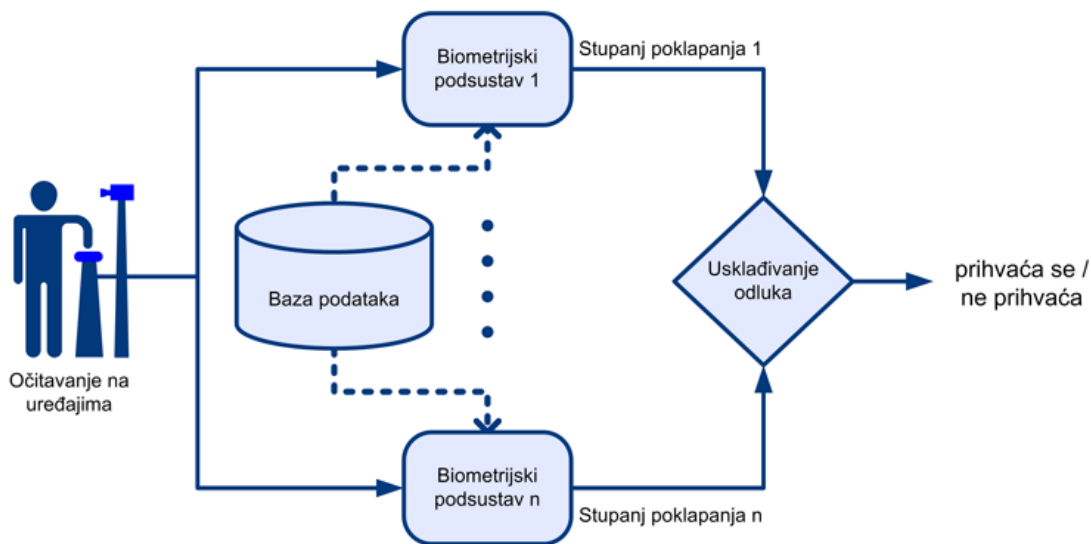 Biometrijski
podsustav 1
Stupanj poklapanja 1
Očitavanje na
uređajima
Baza podataka
Usklađivanje
odluka
prihvaća se /
ne prihvaća
Biometrijski
podsustav n
Stupanj poklapanja n